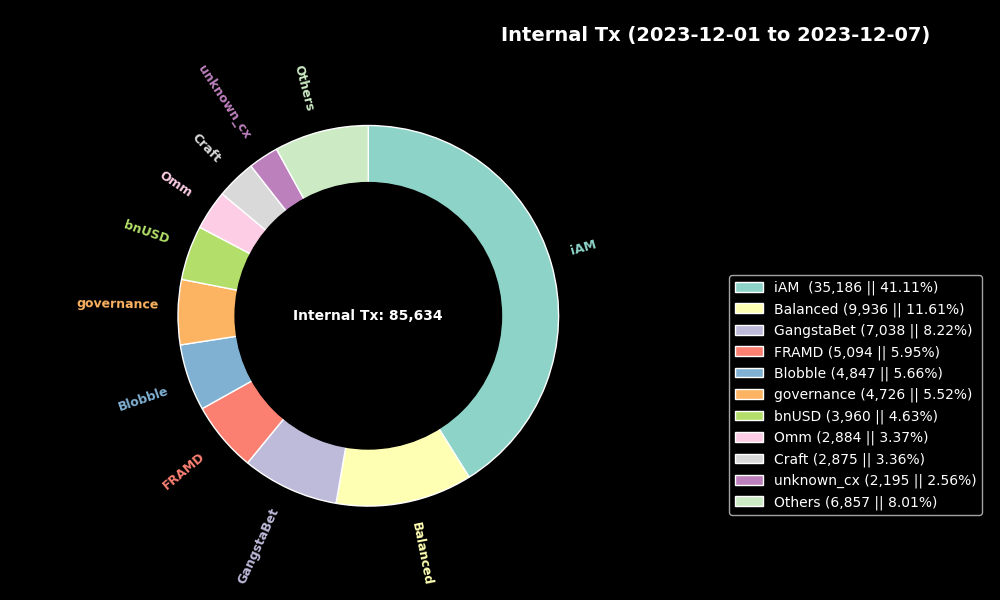 Internal Tx (2023-12-01 to 2023-12-07)
Others
unknown_cx
Craft
Omm
bnUSD
governance
Blobble
FRAMD
GangstaBet
Balanced
iAM
Internal Tx: 85,634
iAM  (35,186 || 41.11%)
Balanced (9,936 || 11.61%)
GangstaBet (7,038 || 8.22%)
FRAMD (5,094 || 5.95%)
Blobble (4,847 || 5.66%)
governance (4,726 || 5.52%)
bnUSD (3,960 || 4.63%)
Omm (2,884 || 3.37%)
Craft (2,875 || 3.36%)
unknown_cx (2,195 || 2.56%)
Others (6,857 || 8.01%)